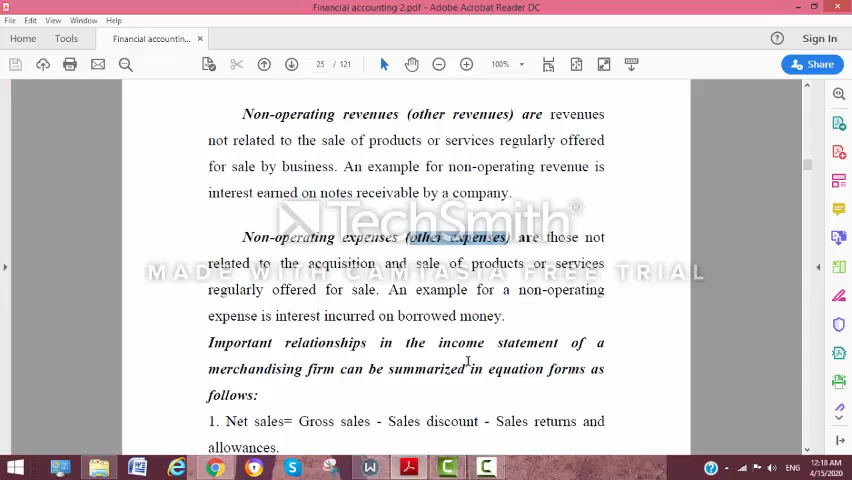 Financial accounting 2.pdf - Adobe Acrobat Reader DC
File Edit View Window Help
Home Tools Financial accountin... × Sign In
25 / 121 100% Share
Non-operating revenues (other revenues) are revenues
not related to the sale of products or services regularly offered
for sale by business. An example for non-operating revenue is
interest earned on notes receivable by a company.
TechSmith®
Non-operating expenses (other expenses) are those not
related to the acquisition and sale of products or services
MADE WITH CAMTASIA FREE TRIAL
regularly offered for sale. An example for a non-operating
expense is interest incurred on borrowed money.
Important relationships in the income statement of a
merchandising firm can be summarized in equation forms as
follows:
1. Net sales= Gross sales - Sales discount - Sales returns and
allowances.
ENG 12:18 AM
4/15/2020